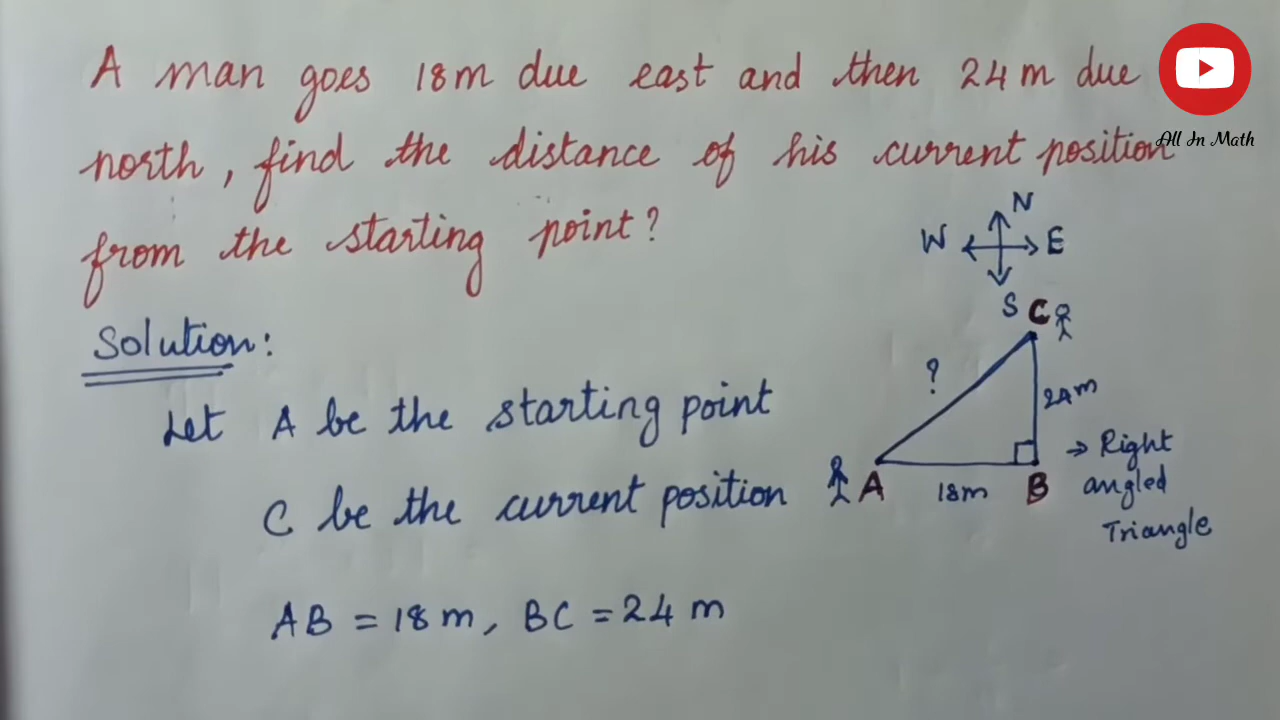 A man goes 18m due east and then 24m due
All In Math
north, find the distance of his current position
from the starting point?
N
W E
S
Solution:
C
?
24m
Let A be the starting point
→ Right
angled
Triangle
A 18m B
C be the current position
AB = 18m, BC = 24 m